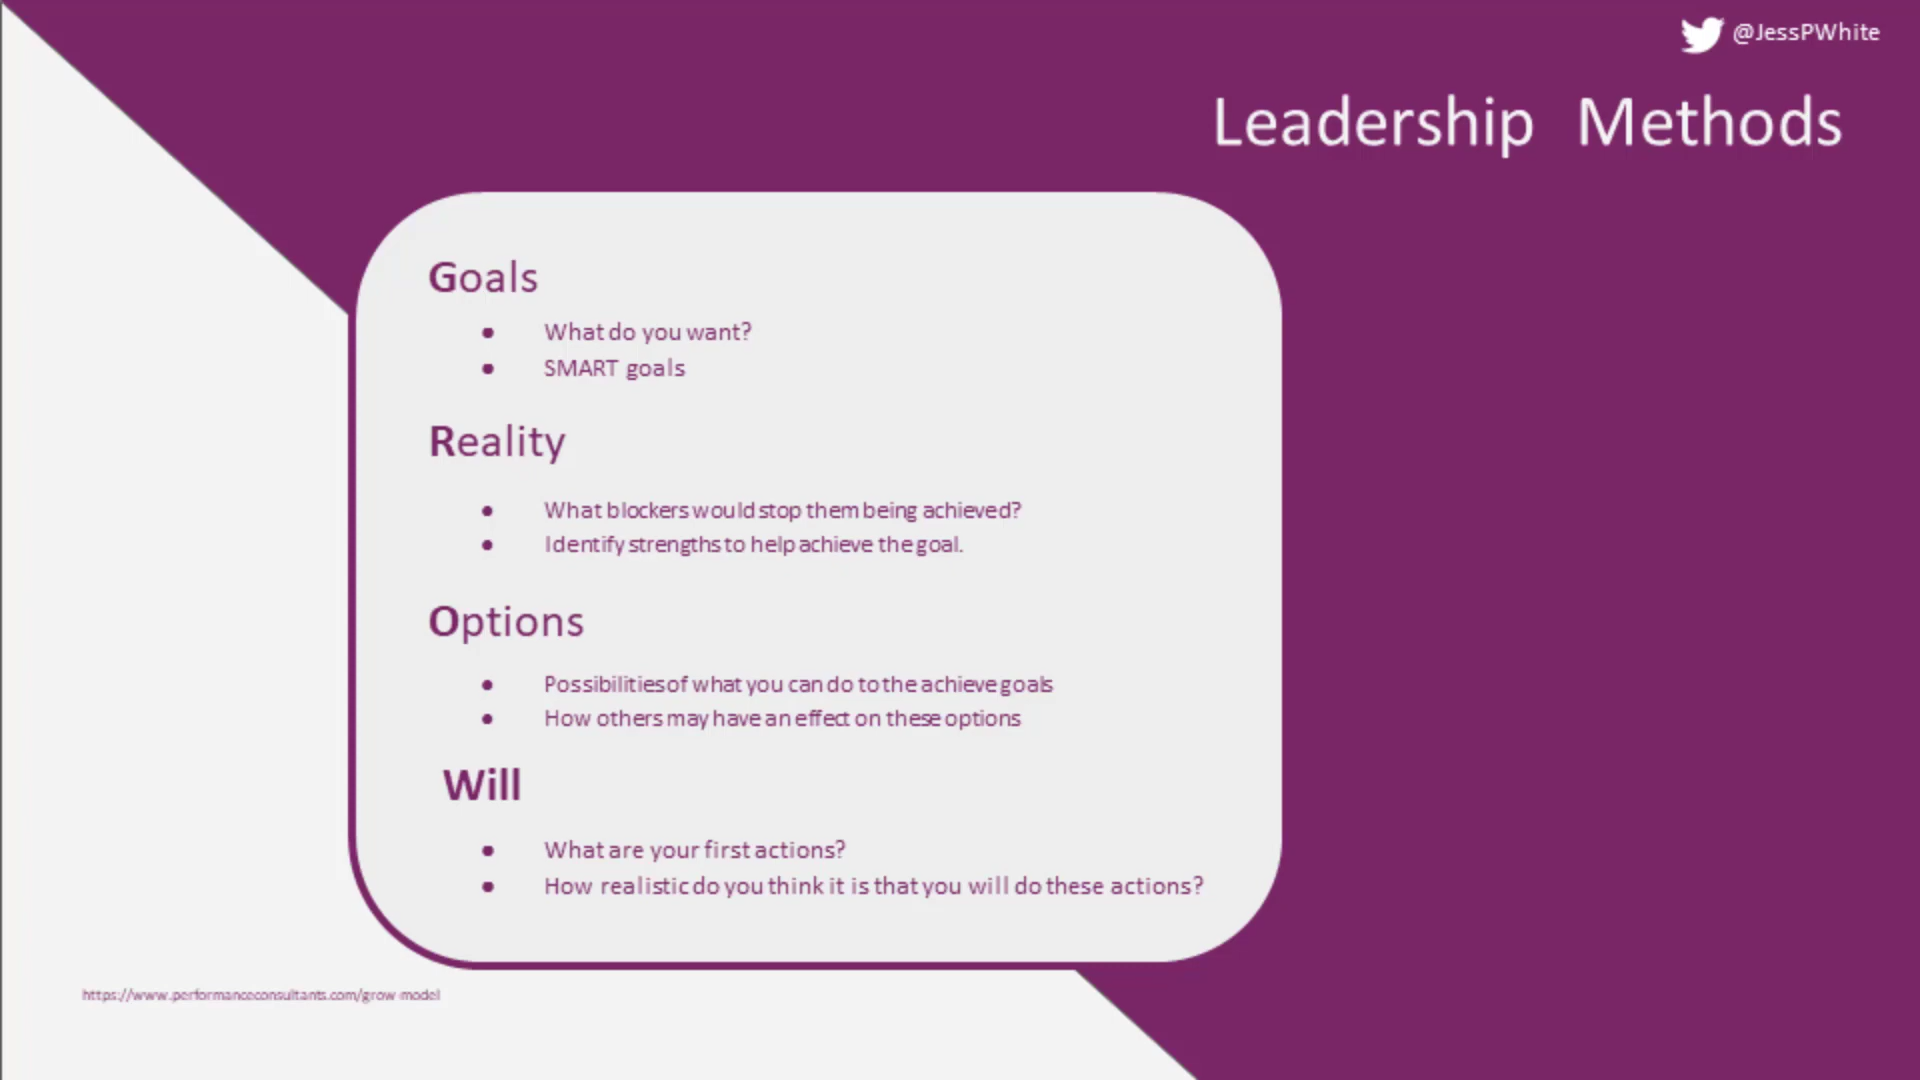 @JessPWhite
Leadership Methods
Goals
• What do you want?
• SMART goals
Reality
• What blockers would stop them being achieved?
• Identify strengths to help achieve the goal.
Options
• Possibilities of what you can do to the achieve goals
• How others may have an effect on these options
Will
• What are your first actions?
• How realistic do you think it is that you will do these actions?
https://www.performanceconsultants.com/grow-model